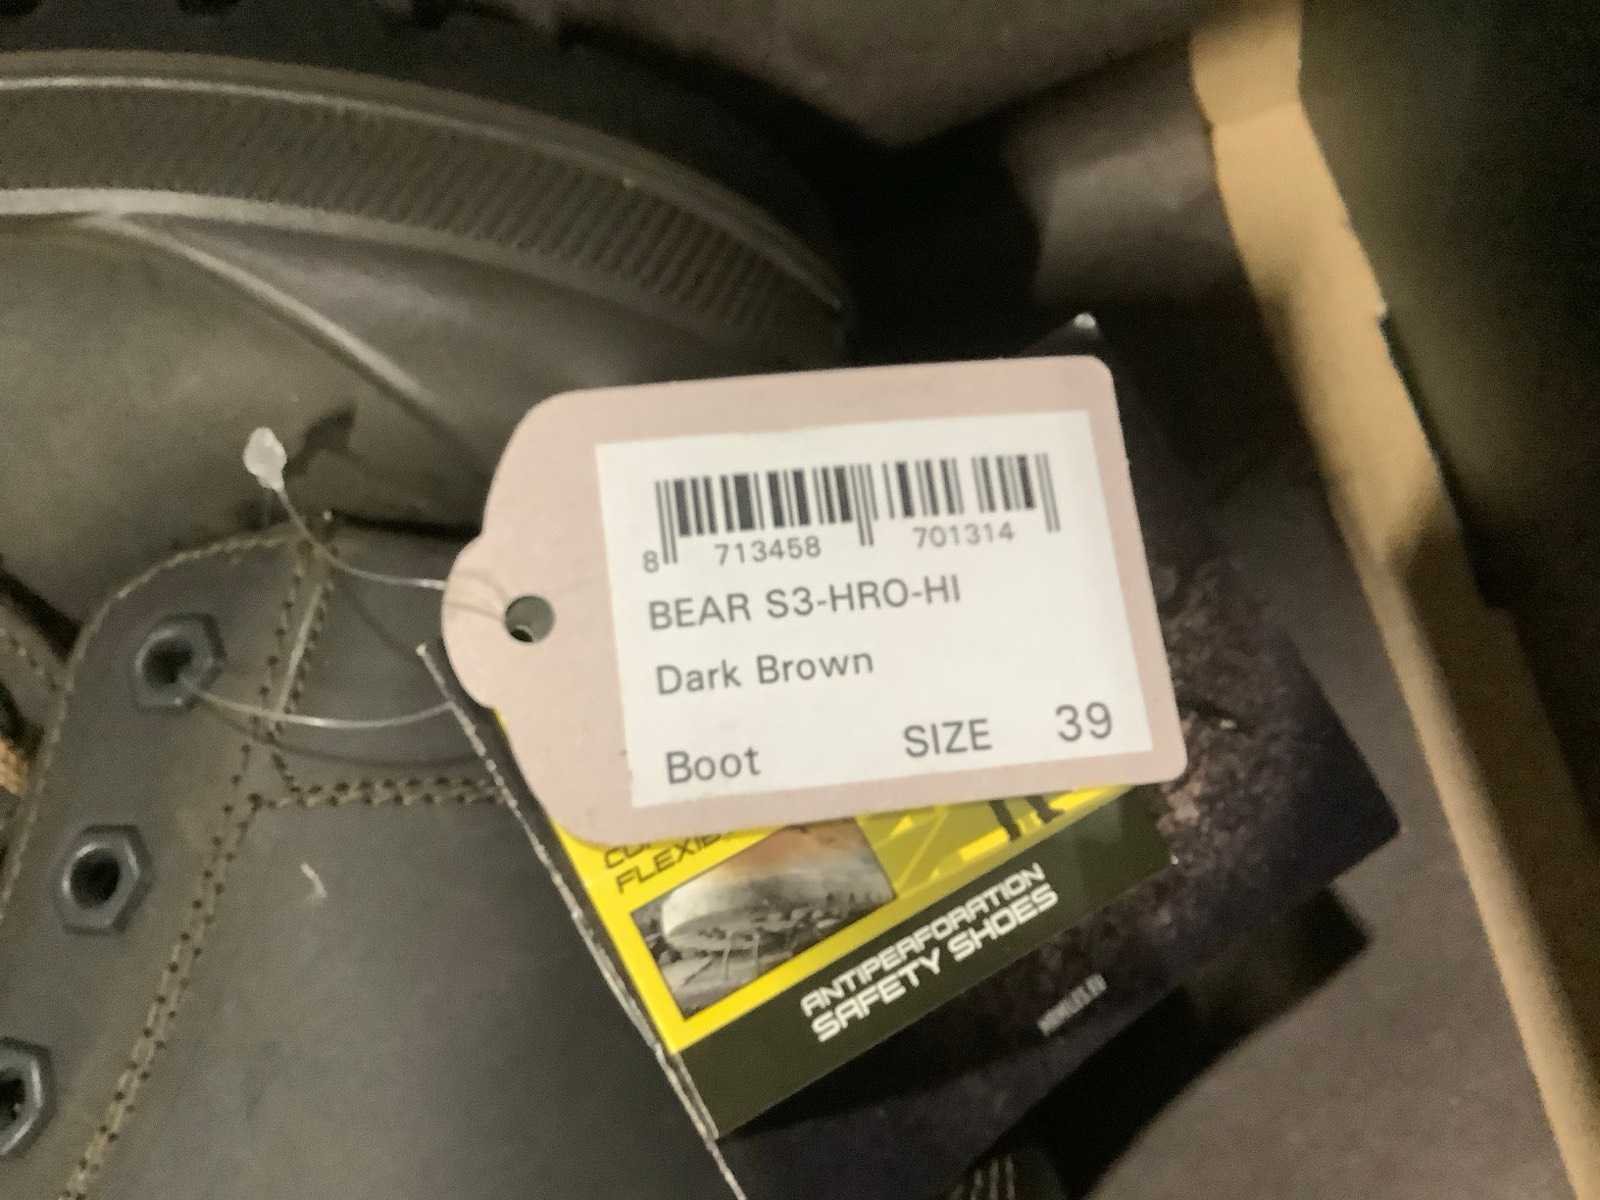 8 713458 701314
BEAR S3-HRO-HI
Dark Brown
Boot SIZE 39
ANTIPERFORATION
SAFETY SHOES